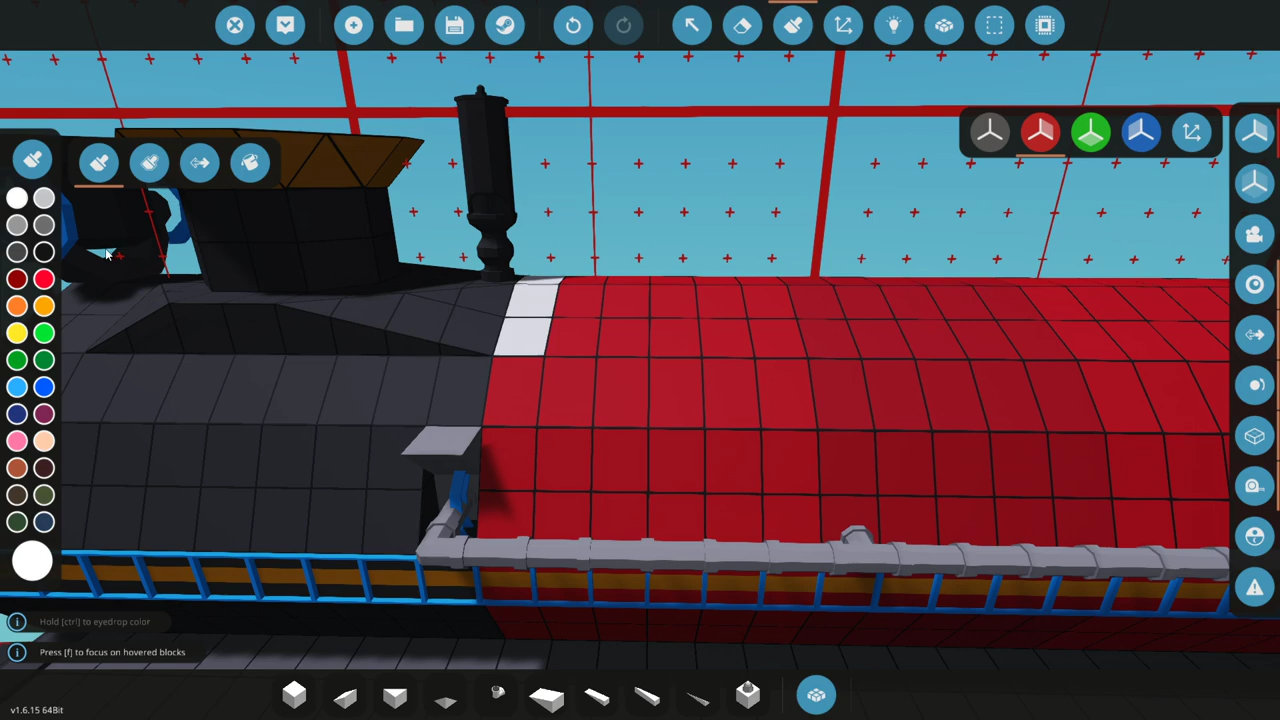 Hold [ctrl] to eyedrop color
Press [f] to focus on hovered blocks
v1.6.15 64Bit